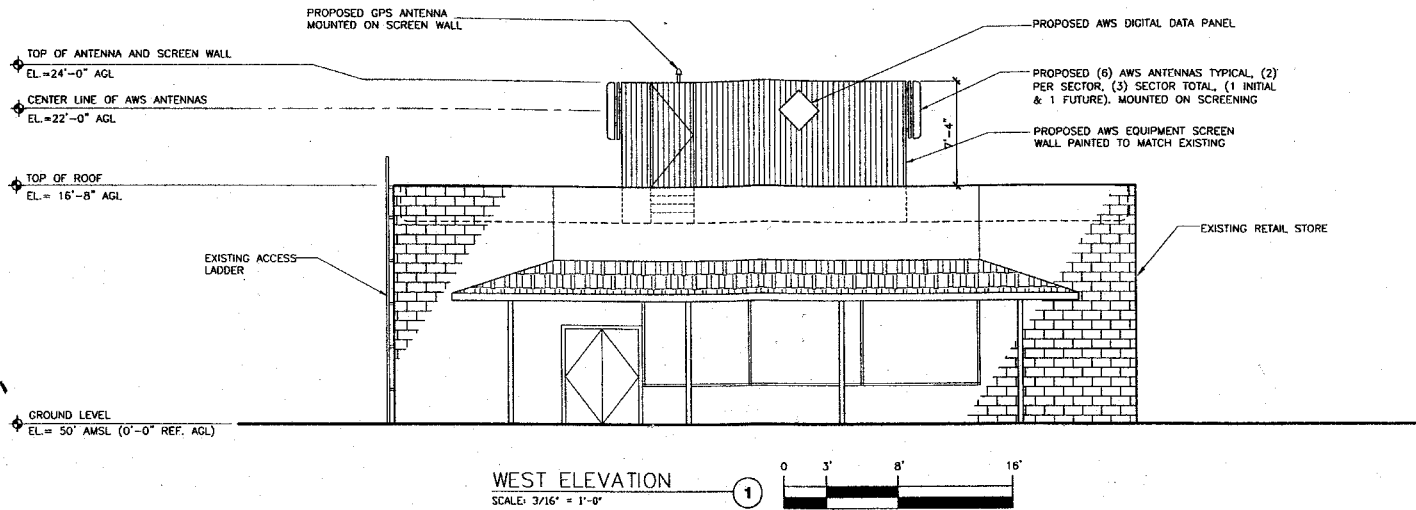 PROPOSED GPS ANTENNA
MOUNTED ON SCREEN WALL
PROPOSED AWS DIGITAL DATA PANEL
TOP OF ANTENNA AND SCREEN WALL
EL.=24'-0" AGL
PROPOSED (6) AWS ANTENNAS TYPICAL, (2)
PER SECTOR, (3) SECTOR TOTAL, (1 INITIAL
& 1 FUTURE). MOUNTED ON SCREENING
CENTER LINE OF AWS ANTENNAS
EL.=22'-0" AGL
7'-4"
PROPOSED AWS EQUIPMENT SCREEN
WALL PAINTED TO MATCH EXISTING
TOP OF ROOF
EL.= 16'-8" AGL
EXISTING RETAIL STORE
EXISTING ACCESS
LADDER
GROUND LEVEL
EL.= 50' AMSL (0'-0" REF. AGL)
WEST ELEVATION
SCALE: 3/16" = 1'-0"
1
0 3' 8' 16'